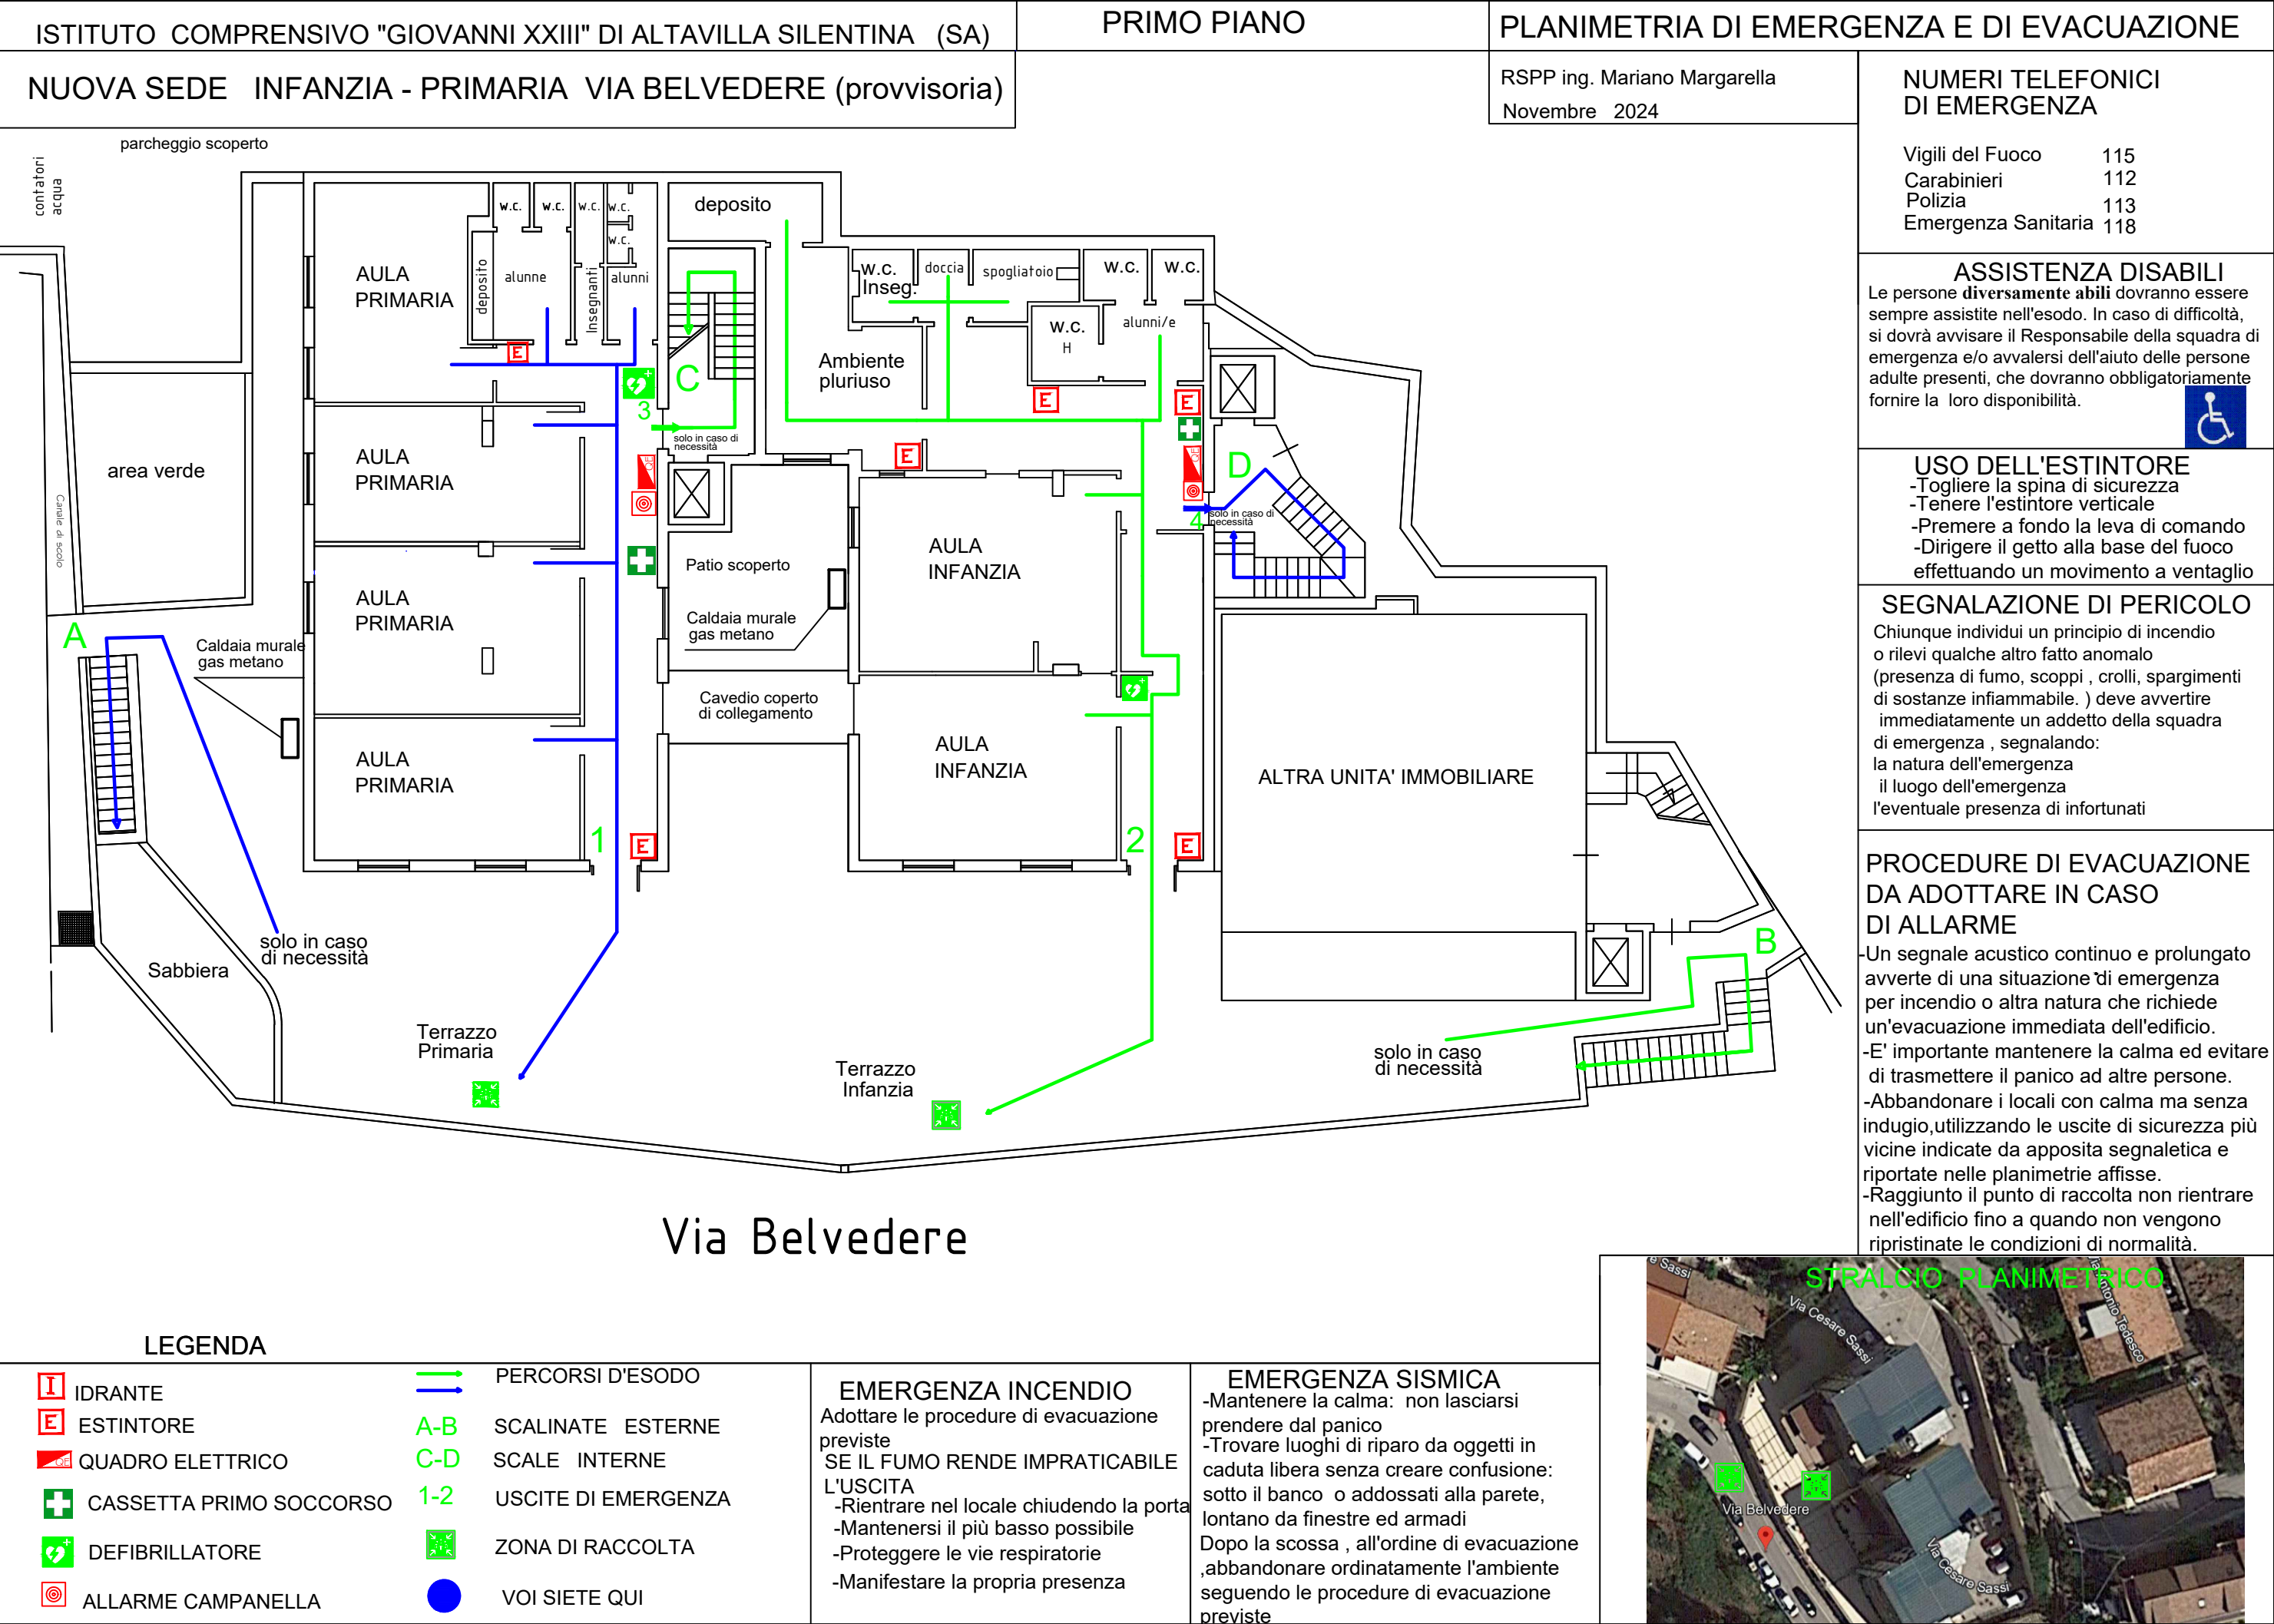 ISTITUTO COMPRENSIVO "GIOVANNI XXIII" DI ALTAVILLA SILENTINA (SA)
PRIMO PIANO
PLANIMETRIA DI EMERGENZA E DI EVACUAZIONE
NUOVA SEDE INFANZIA - PRIMARIA VIA BELVEDERE (provvisoria)
RSPP ing. Mariano Margarella
Novembre 2024
NUMERI TELEFONICI
DI EMERGENZA
Vigili del Fuoco 115
Carabinieri 112
Polizia 113
Emergenza Sanitaria 118
ASSISTENZA DISABILI
Le persone diversamente abili dovranno essere
sempre assistite nell'esodo. In caso di difficoltà,
si dovrà avvisare il Responsabile della squadra di
emergenza e/o avvalersi dell'aiuto delle persone
adulte presenti, che dovranno obbligatoriamente
fornire la loro disponibilità.
USO DELL'ESTINTORE
-Togliere la spina di sicurezza
-Tenere l'estintore verticale
-Premere a fondo la leva di comando
-Dirigere il getto alla base del fuoco
effettuando un movimento a ventaglio
SEGNALAZIONE DI PERICOLO
Chiunque individui un principio di incendio
o rilevi qualche altro fatto anomalo
(presenza di fumo, scoppi , crolli, spargimenti
di sostanze infiammabile. ) deve avvertire
immediatamente un addetto della squadra
di emergenza , segnalando:
la natura dell'emergenza
il luogo dell'emergenza
l'eventuale presenza di infortunati
PROCEDURE DI EVACUAZIONE
DA ADOTTARE IN CASO
DI ALLARME
-Un segnale acustico continuo e prolungato
avverte di una situazione di emergenza
per incendio o altra natura che richiede
un'evacuazione immediata dell'edificio.
-E' importante mantenere la calma ed evitare
di trasmettere il panico ad altre persone.
-Abbandonare i locali con calma ma senza
indugio,utilizzando le uscite di sicurezza più
vicine indicate da apposita segnaletica e
riportate nelle planimetrie affisse.
-Raggiunto il punto di raccolta non rientrare
nell'edificio fino a quando non vengono
ripristinate le condizioni di normalità.
parcheggio scoperto
contatori
acqua
area verde
Canale di scolo
A
Caldaia murale
gas metano
Sabbiera
solo in caso
di necessità
AULA
PRIMARIA
deposito
W.C.
W.C.
W.C.
W.C.
W.C.
alunne
Insegnanti
alunni
E
AULA
PRIMARIA
AULA
PRIMARIA
AULA
PRIMARIA
1
E
3
C
solo in caso di
necessità
QE
deposito
W.C.
Inseg.
doccia
spogliatoio
W.C.
W.C.
W.C.
H
alunni/e
Ambiente
pluriuso
E
E
E
QE
D
4
solo in caso di
necessità
Patio scoperto
Caldaia murale
gas metano
Cavedio coperto
di collegamento
AULA
INFANZIA
AULA
INFANZIA
2
E
ALTRA UNITA' IMMOBILIARE
B
solo in caso
di necessità
Terrazzo
Primaria
Terrazzo
Infanzia
Via Belvedere
LEGENDA
I IDRANTE
E ESTINTORE
QE QUADRO ELETTRICO
CASSETTA PRIMO SOCCORSO
DEFIBRILLATORE
ALLARME CAMPANELLA
PERCORSI D'ESODO
A-B SCALINATE ESTERNE
C-D SCALE INTERNE
1-2 USCITE DI EMERGENZA
ZONA DI RACCOLTA
VOI SIETE QUI
EMERGENZA INCENDIO
Adottare le procedure di evacuazione
previste
SE IL FUMO RENDE IMPRATICABILE
L'USCITA
-Rientrare nel locale chiudendo la porta
-Mantenersi il più basso possibile
-Proteggere le vie respiratorie
-Manifestare la propria presenza
EMERGENZA SISMICA
-Mantenere la calma: non lasciarsi
prendere dal panico
-Trovare luoghi di riparo da oggetti in
caduta libera senza creare confusione:
sotto il banco o addossati alla parete,
lontano da finestre ed armadi
Dopo la scossa , all'ordine di evacuazione
,abbandonare ordinatamente l'ambiente
seguendo le procedure di evacuazione
previste
STRALCIO PLANIMETRICO
e Sassi
Via Cesare Sassi
Antonio Tedesco
Via Belvedere
Via Cesare Sassi